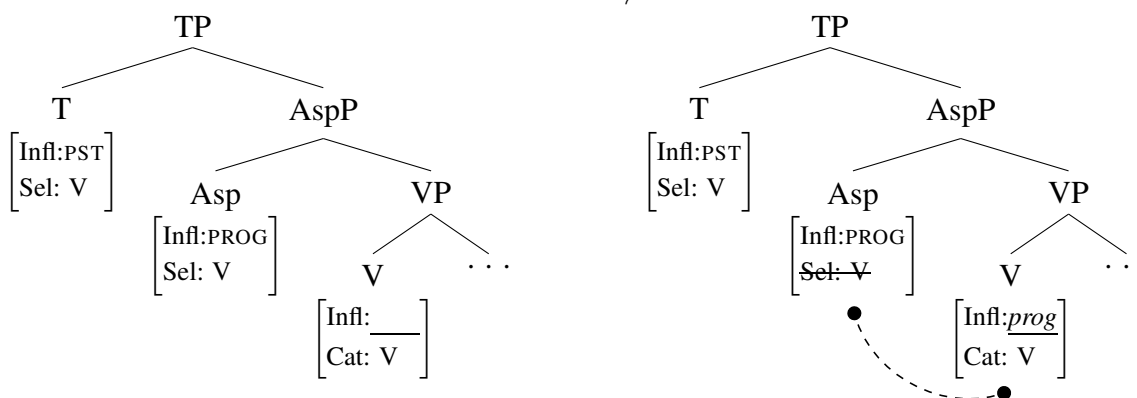 TP
T
AspP
Infl:PST
Sel: V
Asp
VP
Infl:PROG
Sel: V
V
. . .
Infl:
Cat: V
TP
T
AspP
Infl:PST
Sel: V
Asp
VP
Infl:PROG
Sel: V
V
. .
Infl:prog
Cat: V